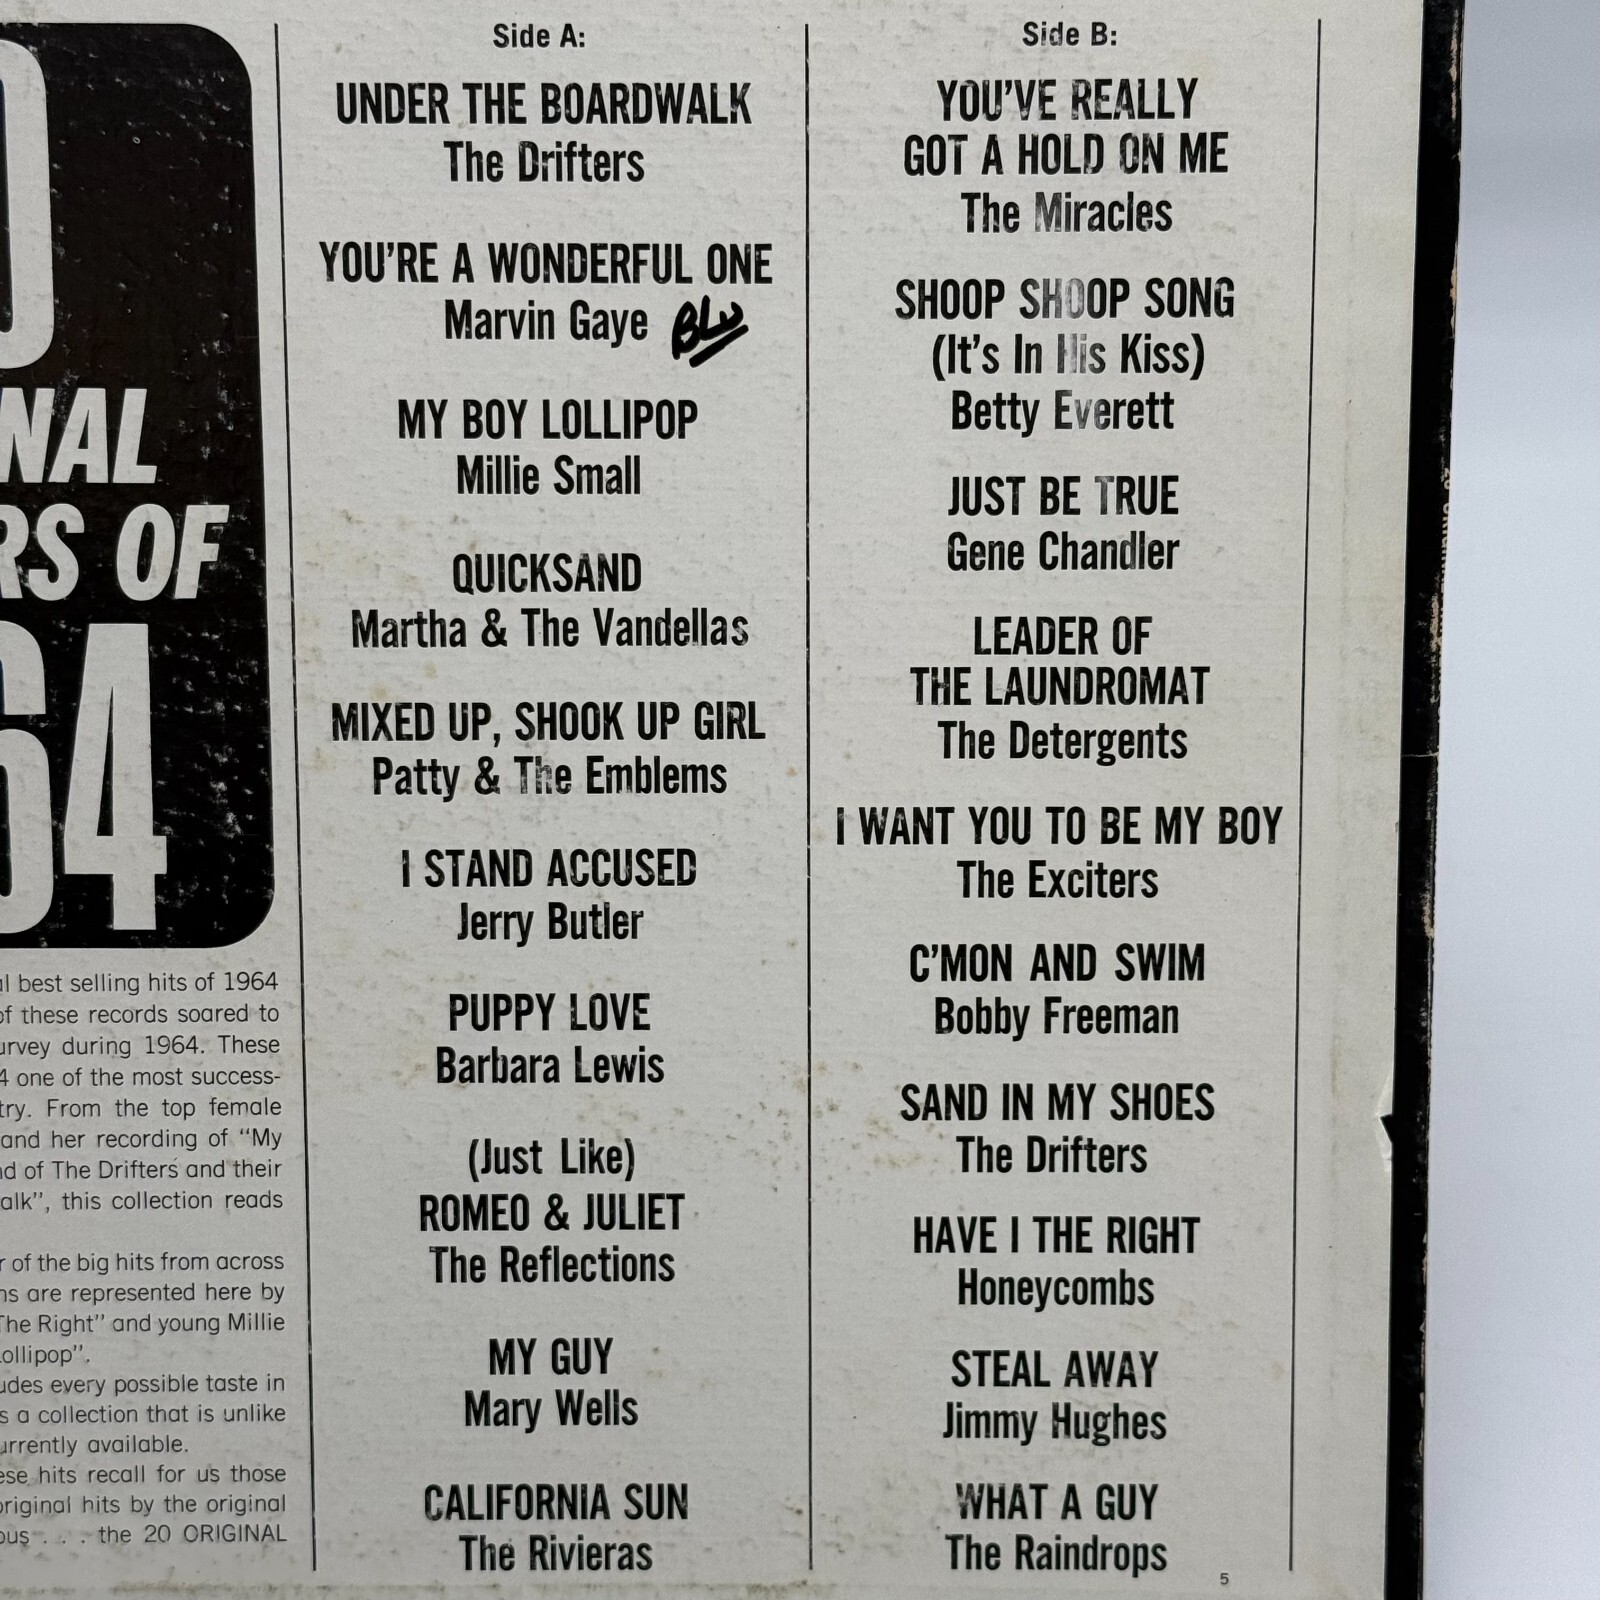 0
NAL
RS OF
64
al best selling hits of 1964
of these records soared to
urvey during 1964. These
4 one of the most success-
try. From the top female
and her recording of "My
nd of The Drifters and their
alk", this collection reads
r of the big hits from across
ns are represented here by
The Right" and young Millie
Lollipop".
udes every possible taste in
s a collection that is unlike
urrently available.
ese hits recall for us those
original hits by the original
ous . . . the 20 ORIGINAL
Side A:
UNDER THE BOARDWALK
The Drifters
YOU'RE A WONDERFUL ONE
Marvin Gaye
MY BOY LOLLIPOP
Millie Small
QUICKSAND
Martha & The Vandellas
MIXED UP, SHOOK UP GIRL
Patty & The Emblems
I STAND ACCUSED
Jerry Butler
PUPPY LOVE
Barbara Lewis
(Just Like)
ROMEO & JULIET
The Reflections
MY GUY
Mary Wells
CALIFORNIA SUN
The Rivieras
Side B:
YOU'VE REALLY
GOT A HOLD ON ME
The Miracles
SHOOP SHOOP SONG
(It's In His Kiss)
Betty Everett
JUST BE TRUE
Gene Chandler
LEADER OF
THE LAUNDROMAT
The Detergents
I WANT YOU TO BE MY BOY
The Exciters
C'MON AND SWIM
Bobby Freeman
SAND IN MY SHOES
The Drifters
HAVE I THE RIGHT
Honeycombs
STEAL AWAY
Jimmy Hughes
WHAT A GUY
The Raindrops
5